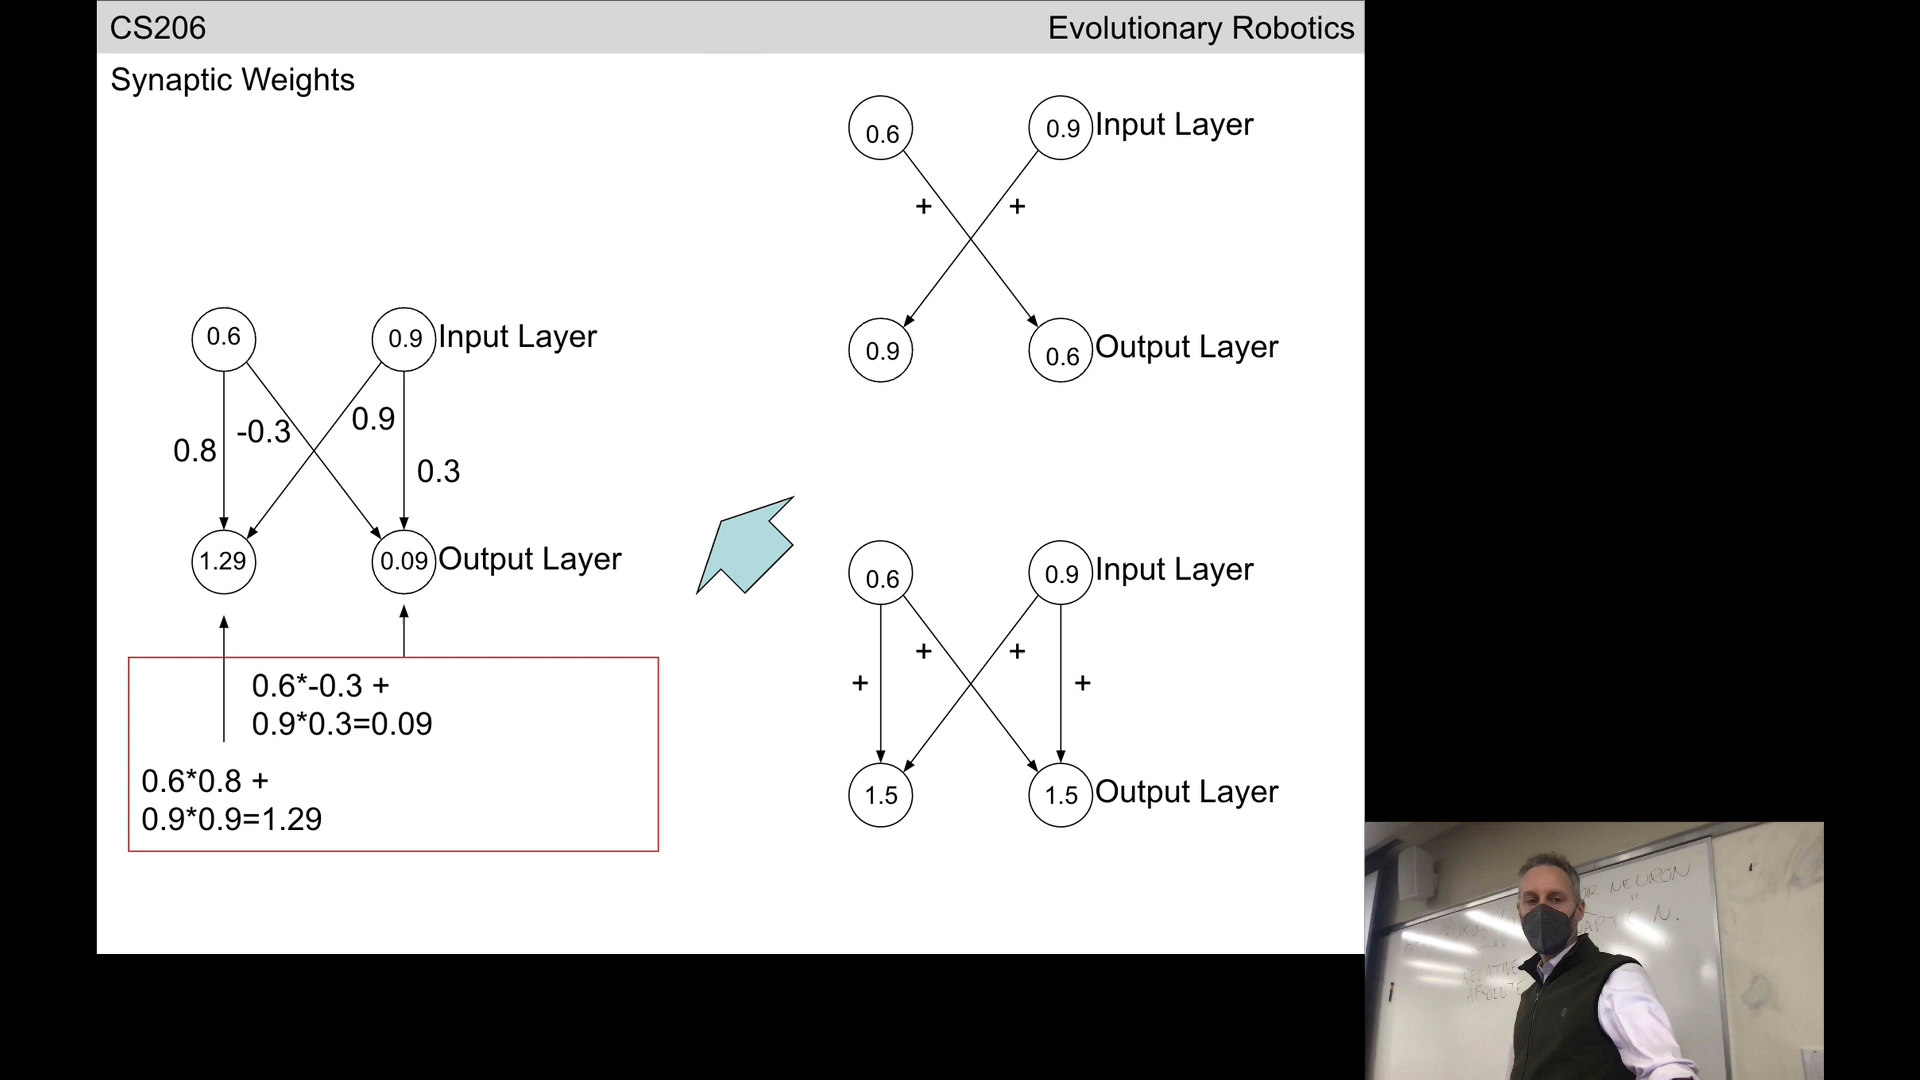 CS206
Evolutionary Robotics
Synaptic Weights
0.6
0.9
Input Layer
+
+
0.9
0.6
Output Layer
0.6
0.9
Input Layer
0.8
-0.3
0.9
0.3
1.29
0.09
Output Layer
0.6*-0.3 +
0.9*0.3=0.09
0.6*0.8 +
0.9*0.9=1.29
0.6
0.9
Input Layer
+
+
+
+
1.5
1.5
Output Layer
NEURON
N.
RELATIVE
ABSOLUTE